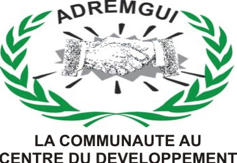 ADREMGUI
LA COMMUNAUTE AU
CENTRE DU DEVELOPPEMENT